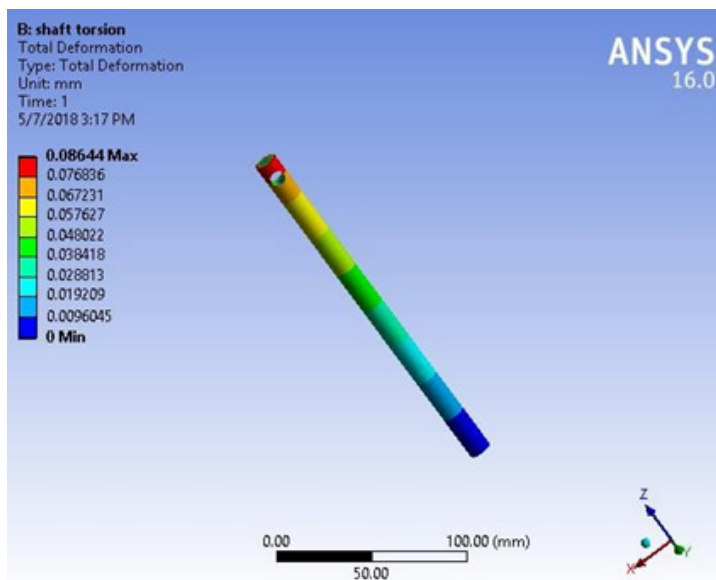 B: shaft torsion
Total Deformation
Type: Total Deformation
Unit: mm
Time: 1
5/7/2018 3:17 PM
ANSYS
16.0
0.08644 Max
0.076836
0.067231
0.057627
0.048022
0.038418
0.028813
0.019209
0.0096045
0 Min
0.00
100.00 (mm)
50.00
Z
Y
X